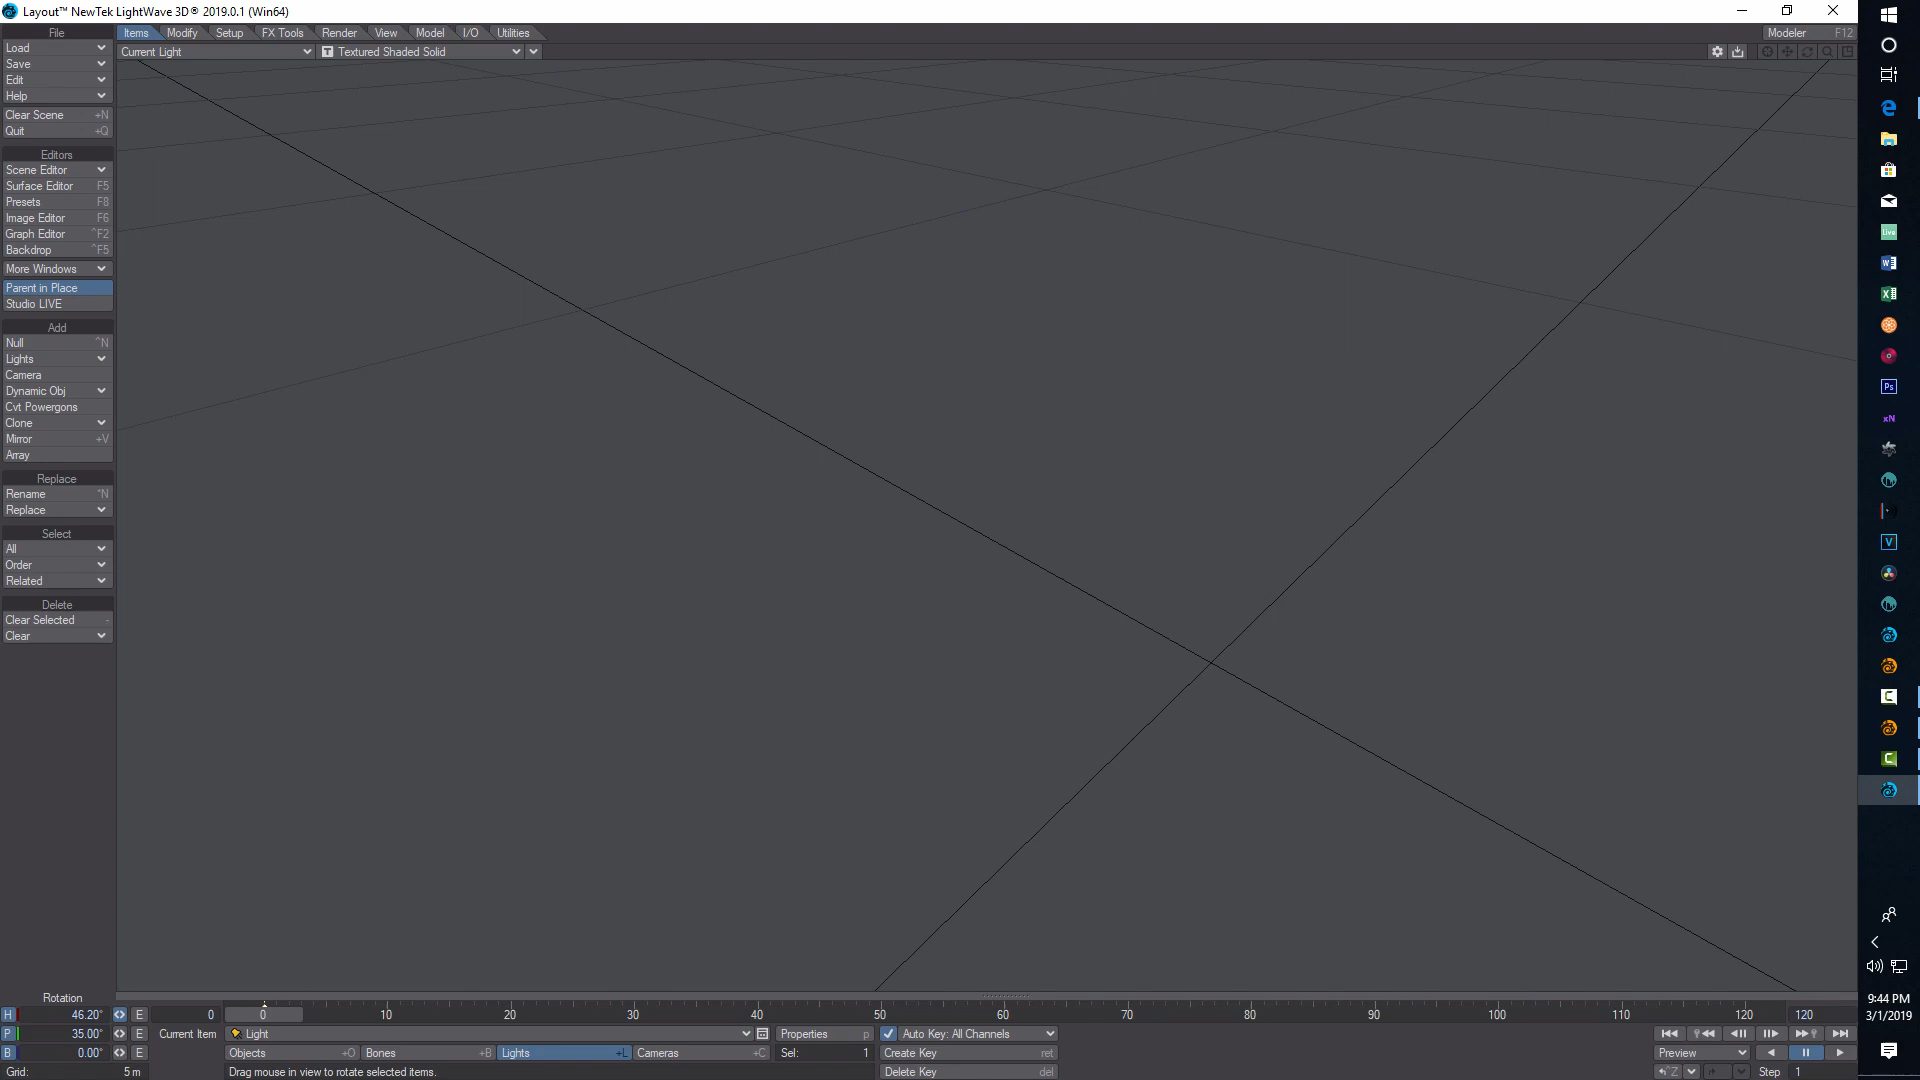 Layout™ NewTek LightWave 3D® 2019.0.1 (Win64)
File
Items Modify Setup FX Tools Render View Model I/O Utilities
Modeler F12
Load
Current Light
T Textured Shaded Solid
Save
Edit
Help
Clear Scene +N
Quit +Q
Editors
Scene Editor
Surface Editor F5
Presets F8
Image Editor F6
Graph Editor ^F2
Backdrop ^F5
More Windows
Parent in Place
Studio LIVE
Add
Null ^N
Lights
Camera
Dynamic Obj
Cvt Powergons
Clone
Mirror +V
Array
Replace
Rename ^N
Replace
Select
All
Order
Related
Delete
Clear Selected -
Clear
Live
W
X
Ps
xN
V
C
C
9:44 PM
3/1/2019
Rotation
H 46.20° E 0
0 10 20 30 40 50 60 70 80 90 100 110 120 120
P 35.00° E Current Item Light Properties p Auto Key: All Channels
B 0.00° E Objects +O Bones +B Lights +L Cameras +C Sel: 1 Create Key ret Preview
Grid: 5 m Drag mouse in view to rotate selected items. Delete Key del ^Z Step 1